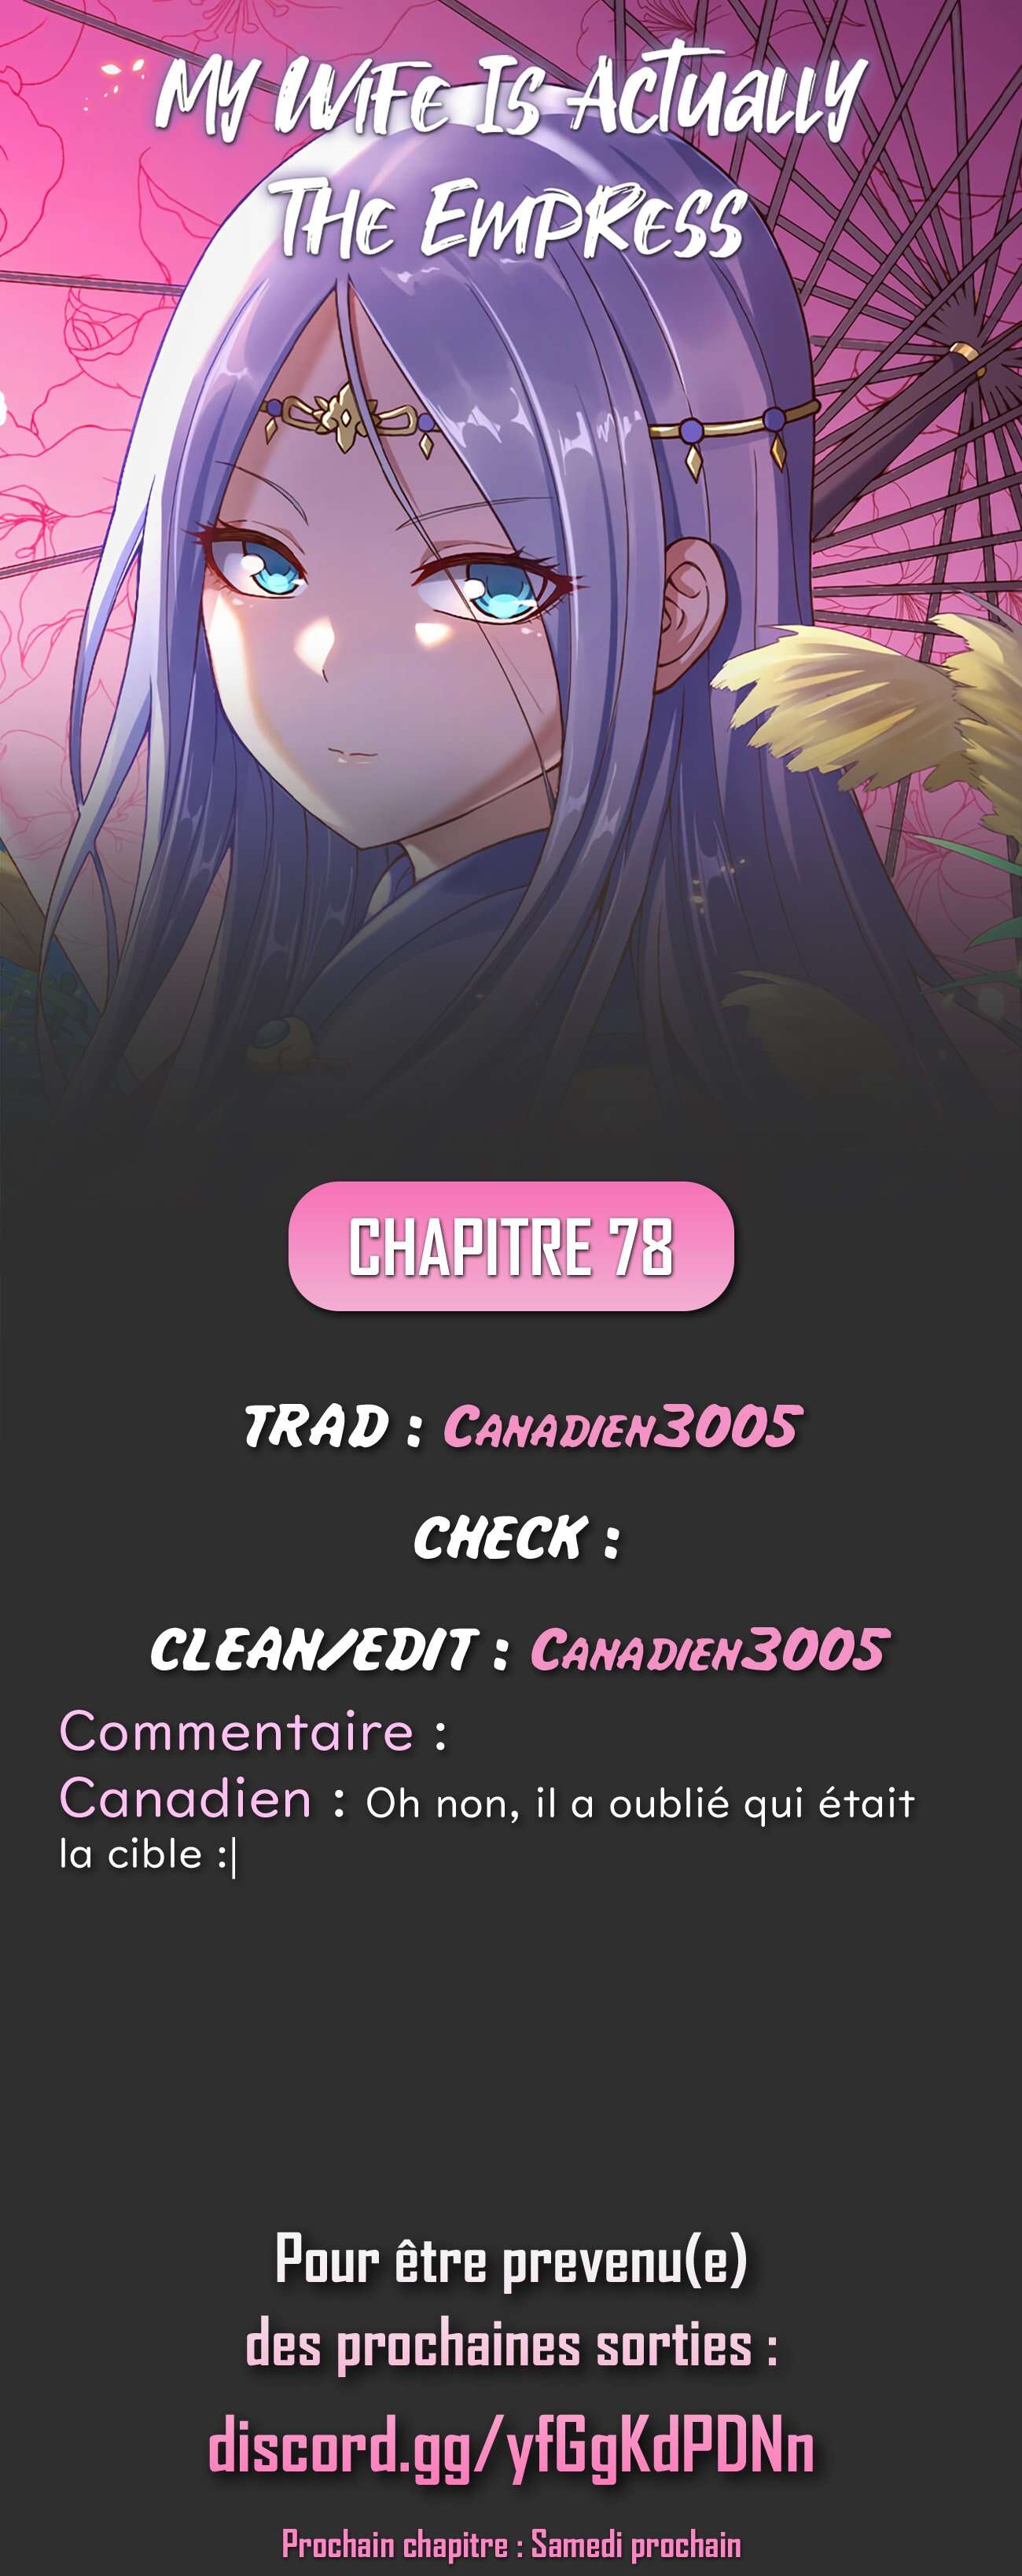 My Wife Is Actually
The Empress
CHAPITRE 78
TRAD : Canadien3005
CHECK :
CLEAN/EDIT : Canadien3005
Commentaire :
Canadien : Oh non, il a oublié qui était
la cible :|
Pour être prevenu(e)
des prochaines sorties :
discord.gg/yfGgKdPDNn
Prochain chapitre : Samedi prochain